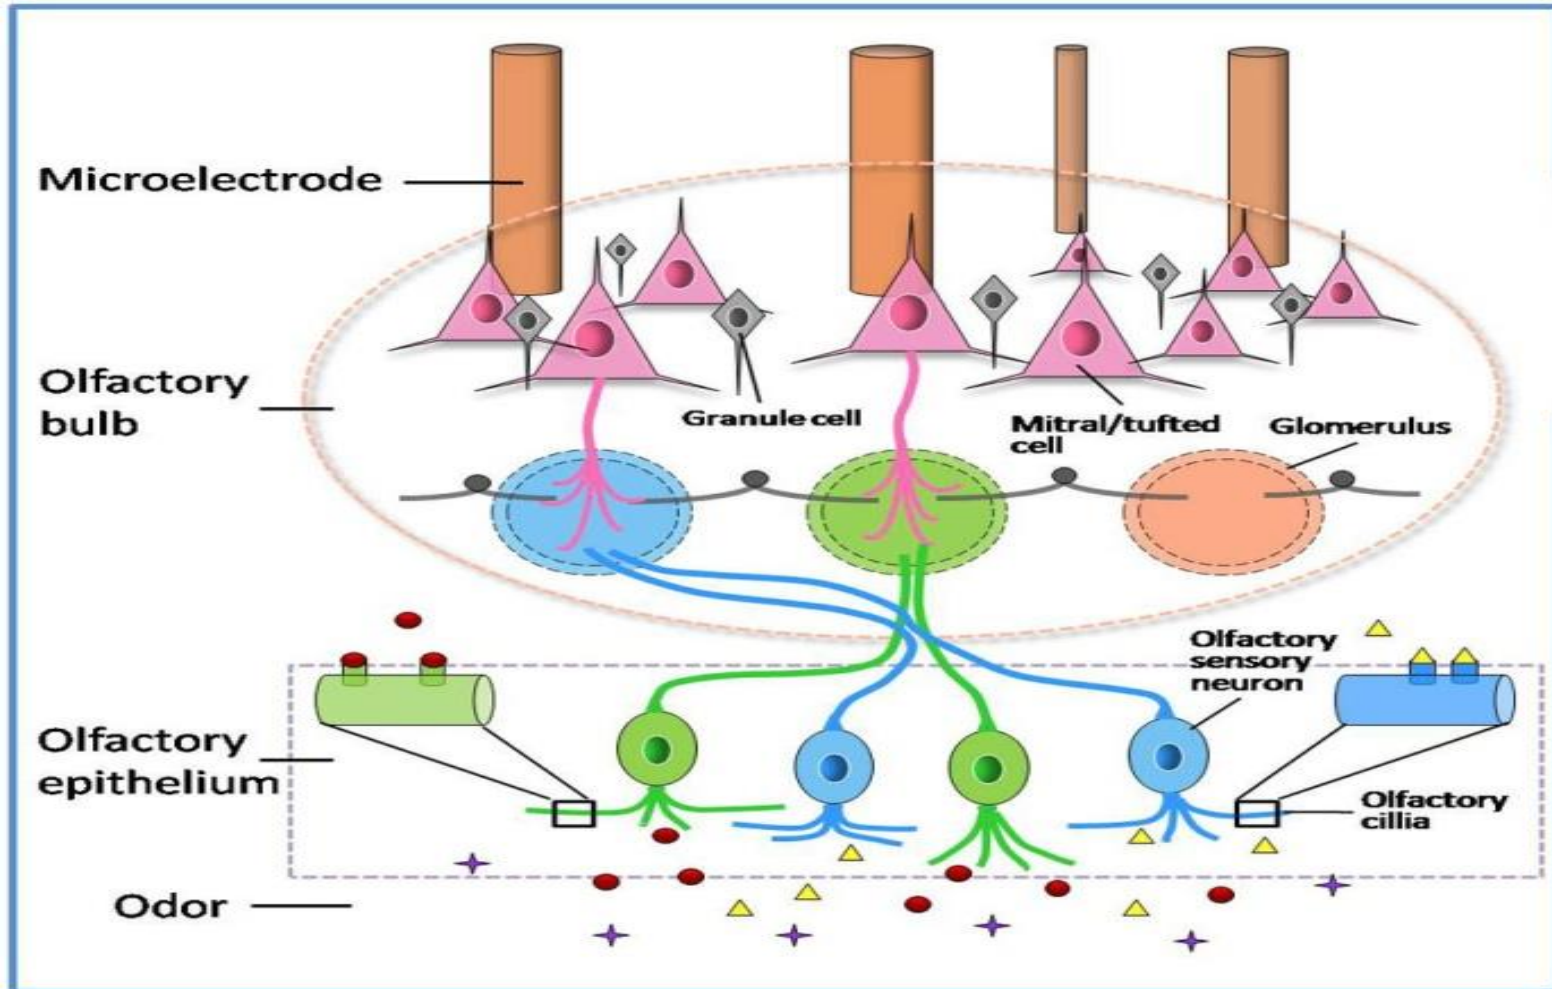 Microelectrode
Olfactory
bulb
Granule cell
Mitral/tufted
cell
Glomerulus
Olfactory
sensory
neuron
Olfactory
epithelium
Olfactory
cillia
Odor